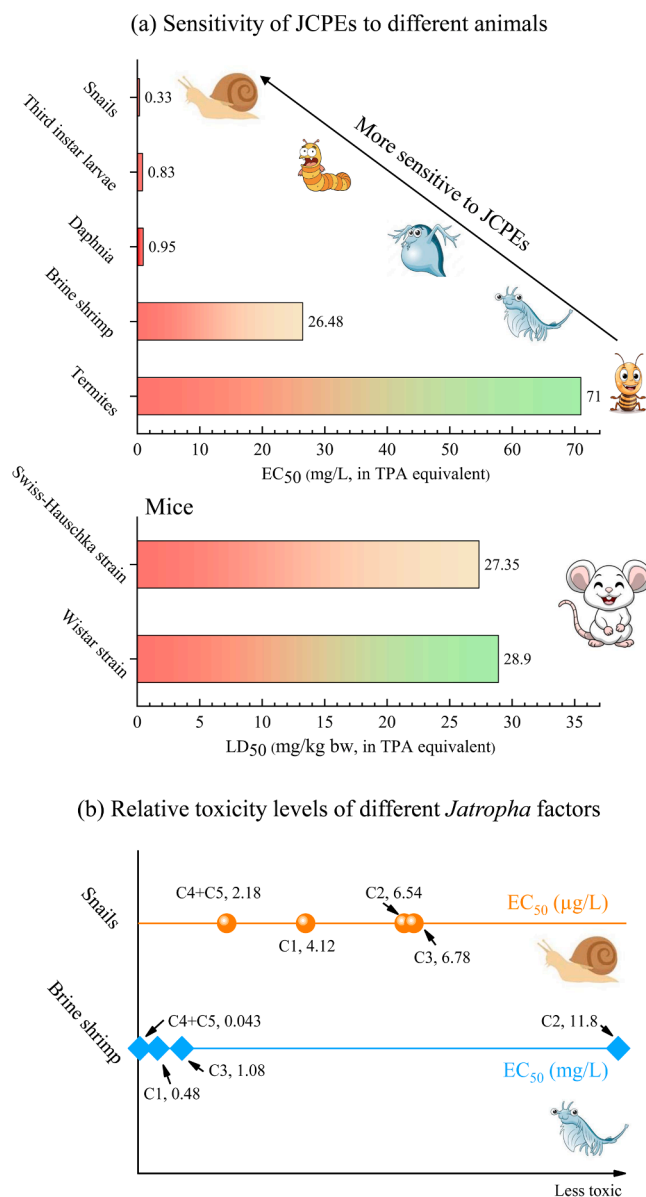 (a) Sensitivity of JCPEs to different animals
Snails
0.33
Third instar larvae
0.83
More sensitive to JCPEs
Daphnia
0.95
Brine shrimp
26.48
Termites
71
0 10 20 30 40 50 60 70
EC50 (mg/L, in TPA equivalent)
Mice
Swiss-Hauschka strain
27.35
Wistar strain
28.9
0 5 10 15 20 25 30 35
LD50 (mg/kg bw, in TPA equivalent)
(b) Relative toxicity levels of different Jatropha factors
Snails
C4+C5, 2.18
C2, 6.54
EC50 (µg/L)
C1, 4.12
C3, 6.78
Brine shrimp
C4+C5, 0.043
C2, 11.8
C3, 1.08
EC50 (mg/L)
C1, 0.48
Less toxic